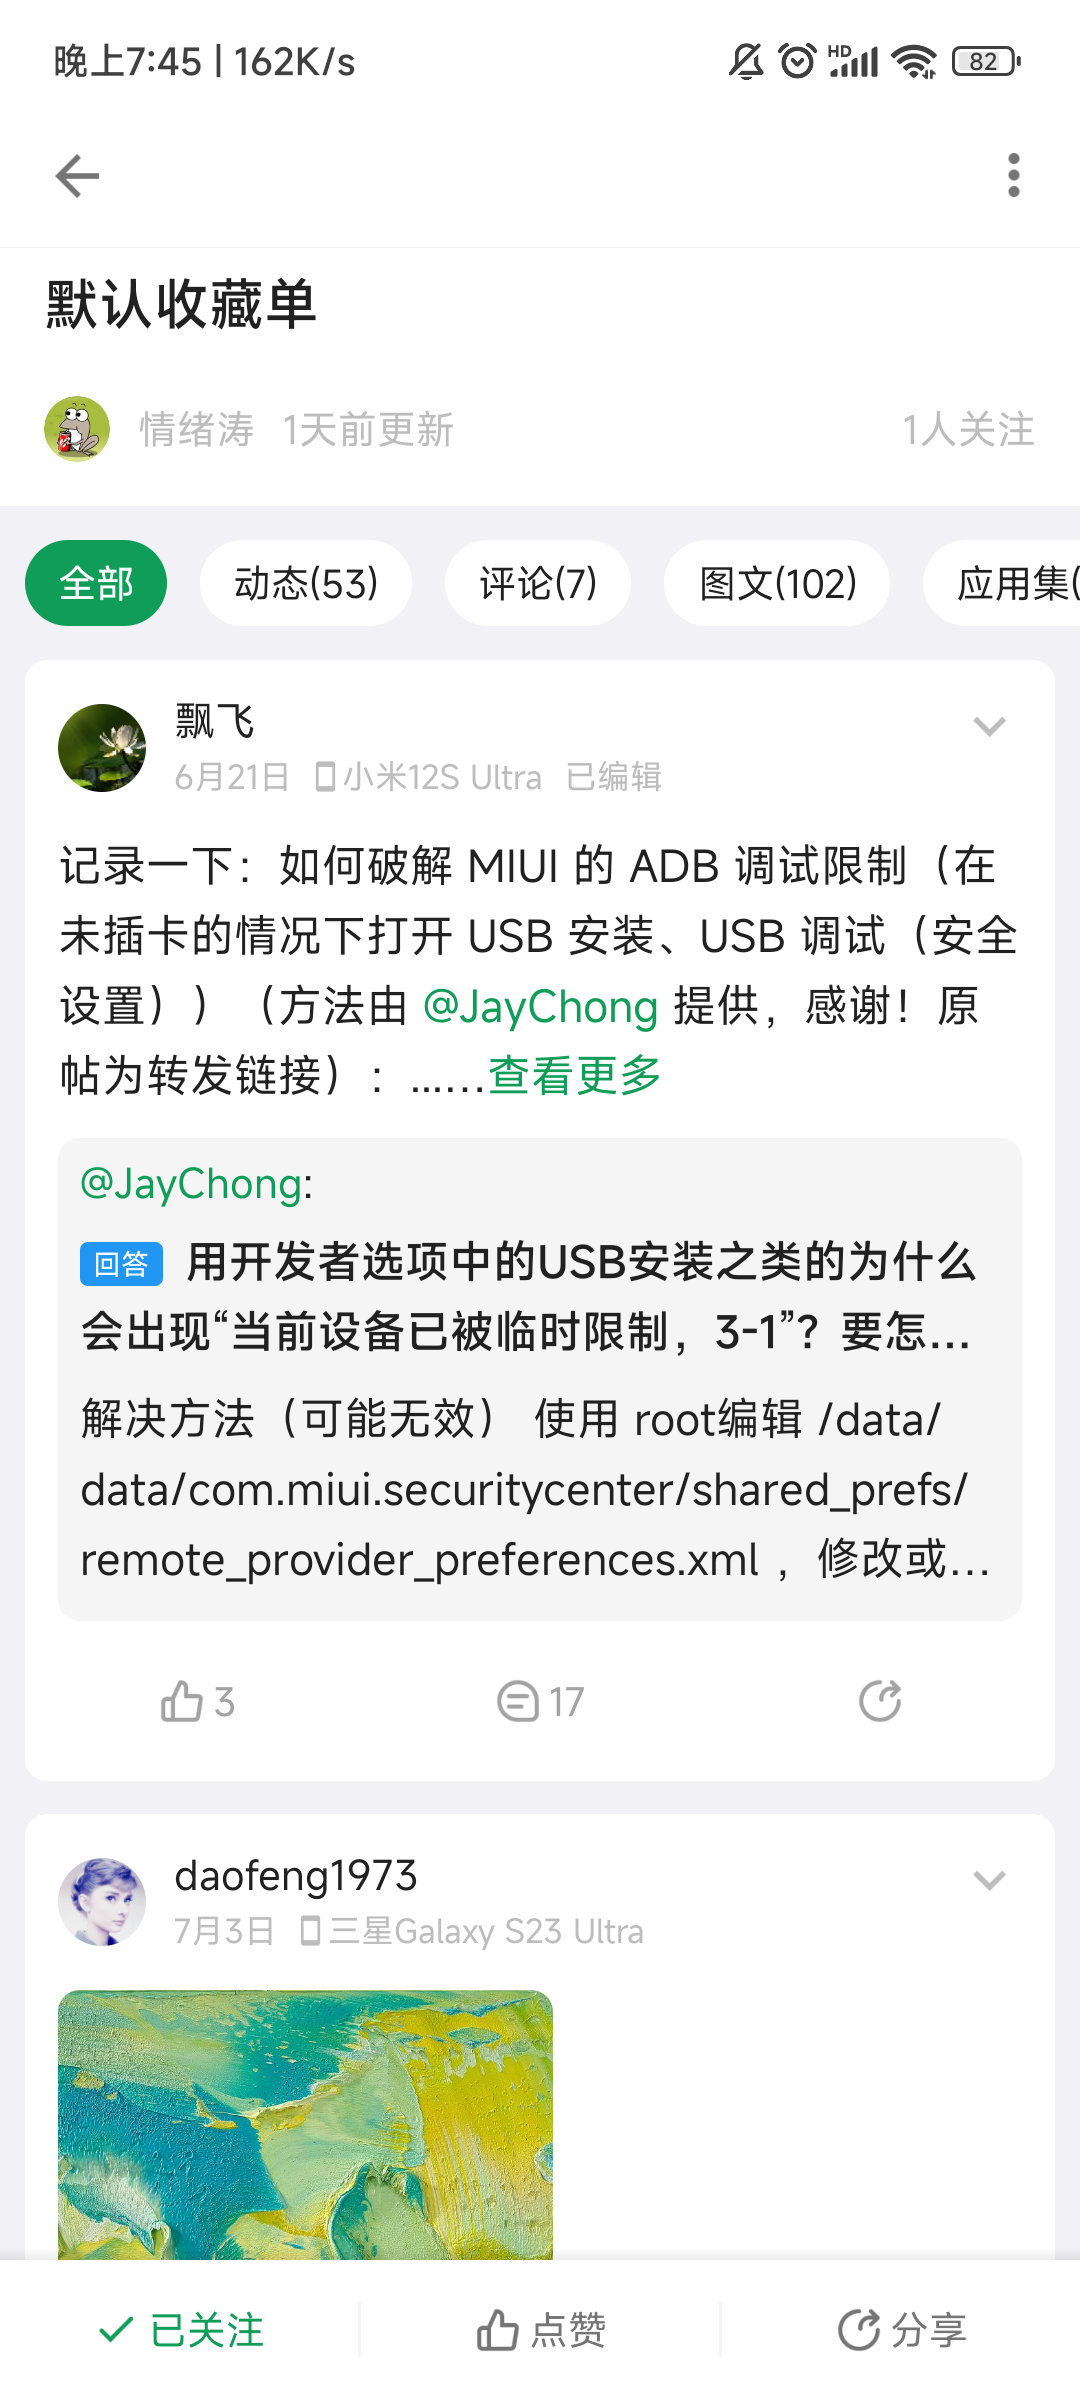 晚上7:45 | 162K/s
HD
82
默认收藏单
情绪涛 1天前更新
1人关注
全部
动态(53)
评论(7)
图文(102)
应用集(
飘飞
6月21日 小米12S Ultra 已编辑
记录一下：如何破解 MIUI 的 ADB 调试限制（在
未插卡的情况下打开 USB 安装、USB 调试（安全
设置））（方法由 @JayChong 提供，感谢！原
帖为转发链接）：...…查看更多
@JayChong:
回答 用开发者选项中的USB安装之类的为什么
会出现“当前设备已被临时限制，3-1”？要怎…
解决方法（可能无效） 使用 root编辑 /data/
data/com.miui.securitycenter/shared_prefs/
remote_provider_preferences.xml ，修改或…
3
17
daofeng1973
7月3日 三星Galaxy S23 Ultra
已关注
点赞
分享